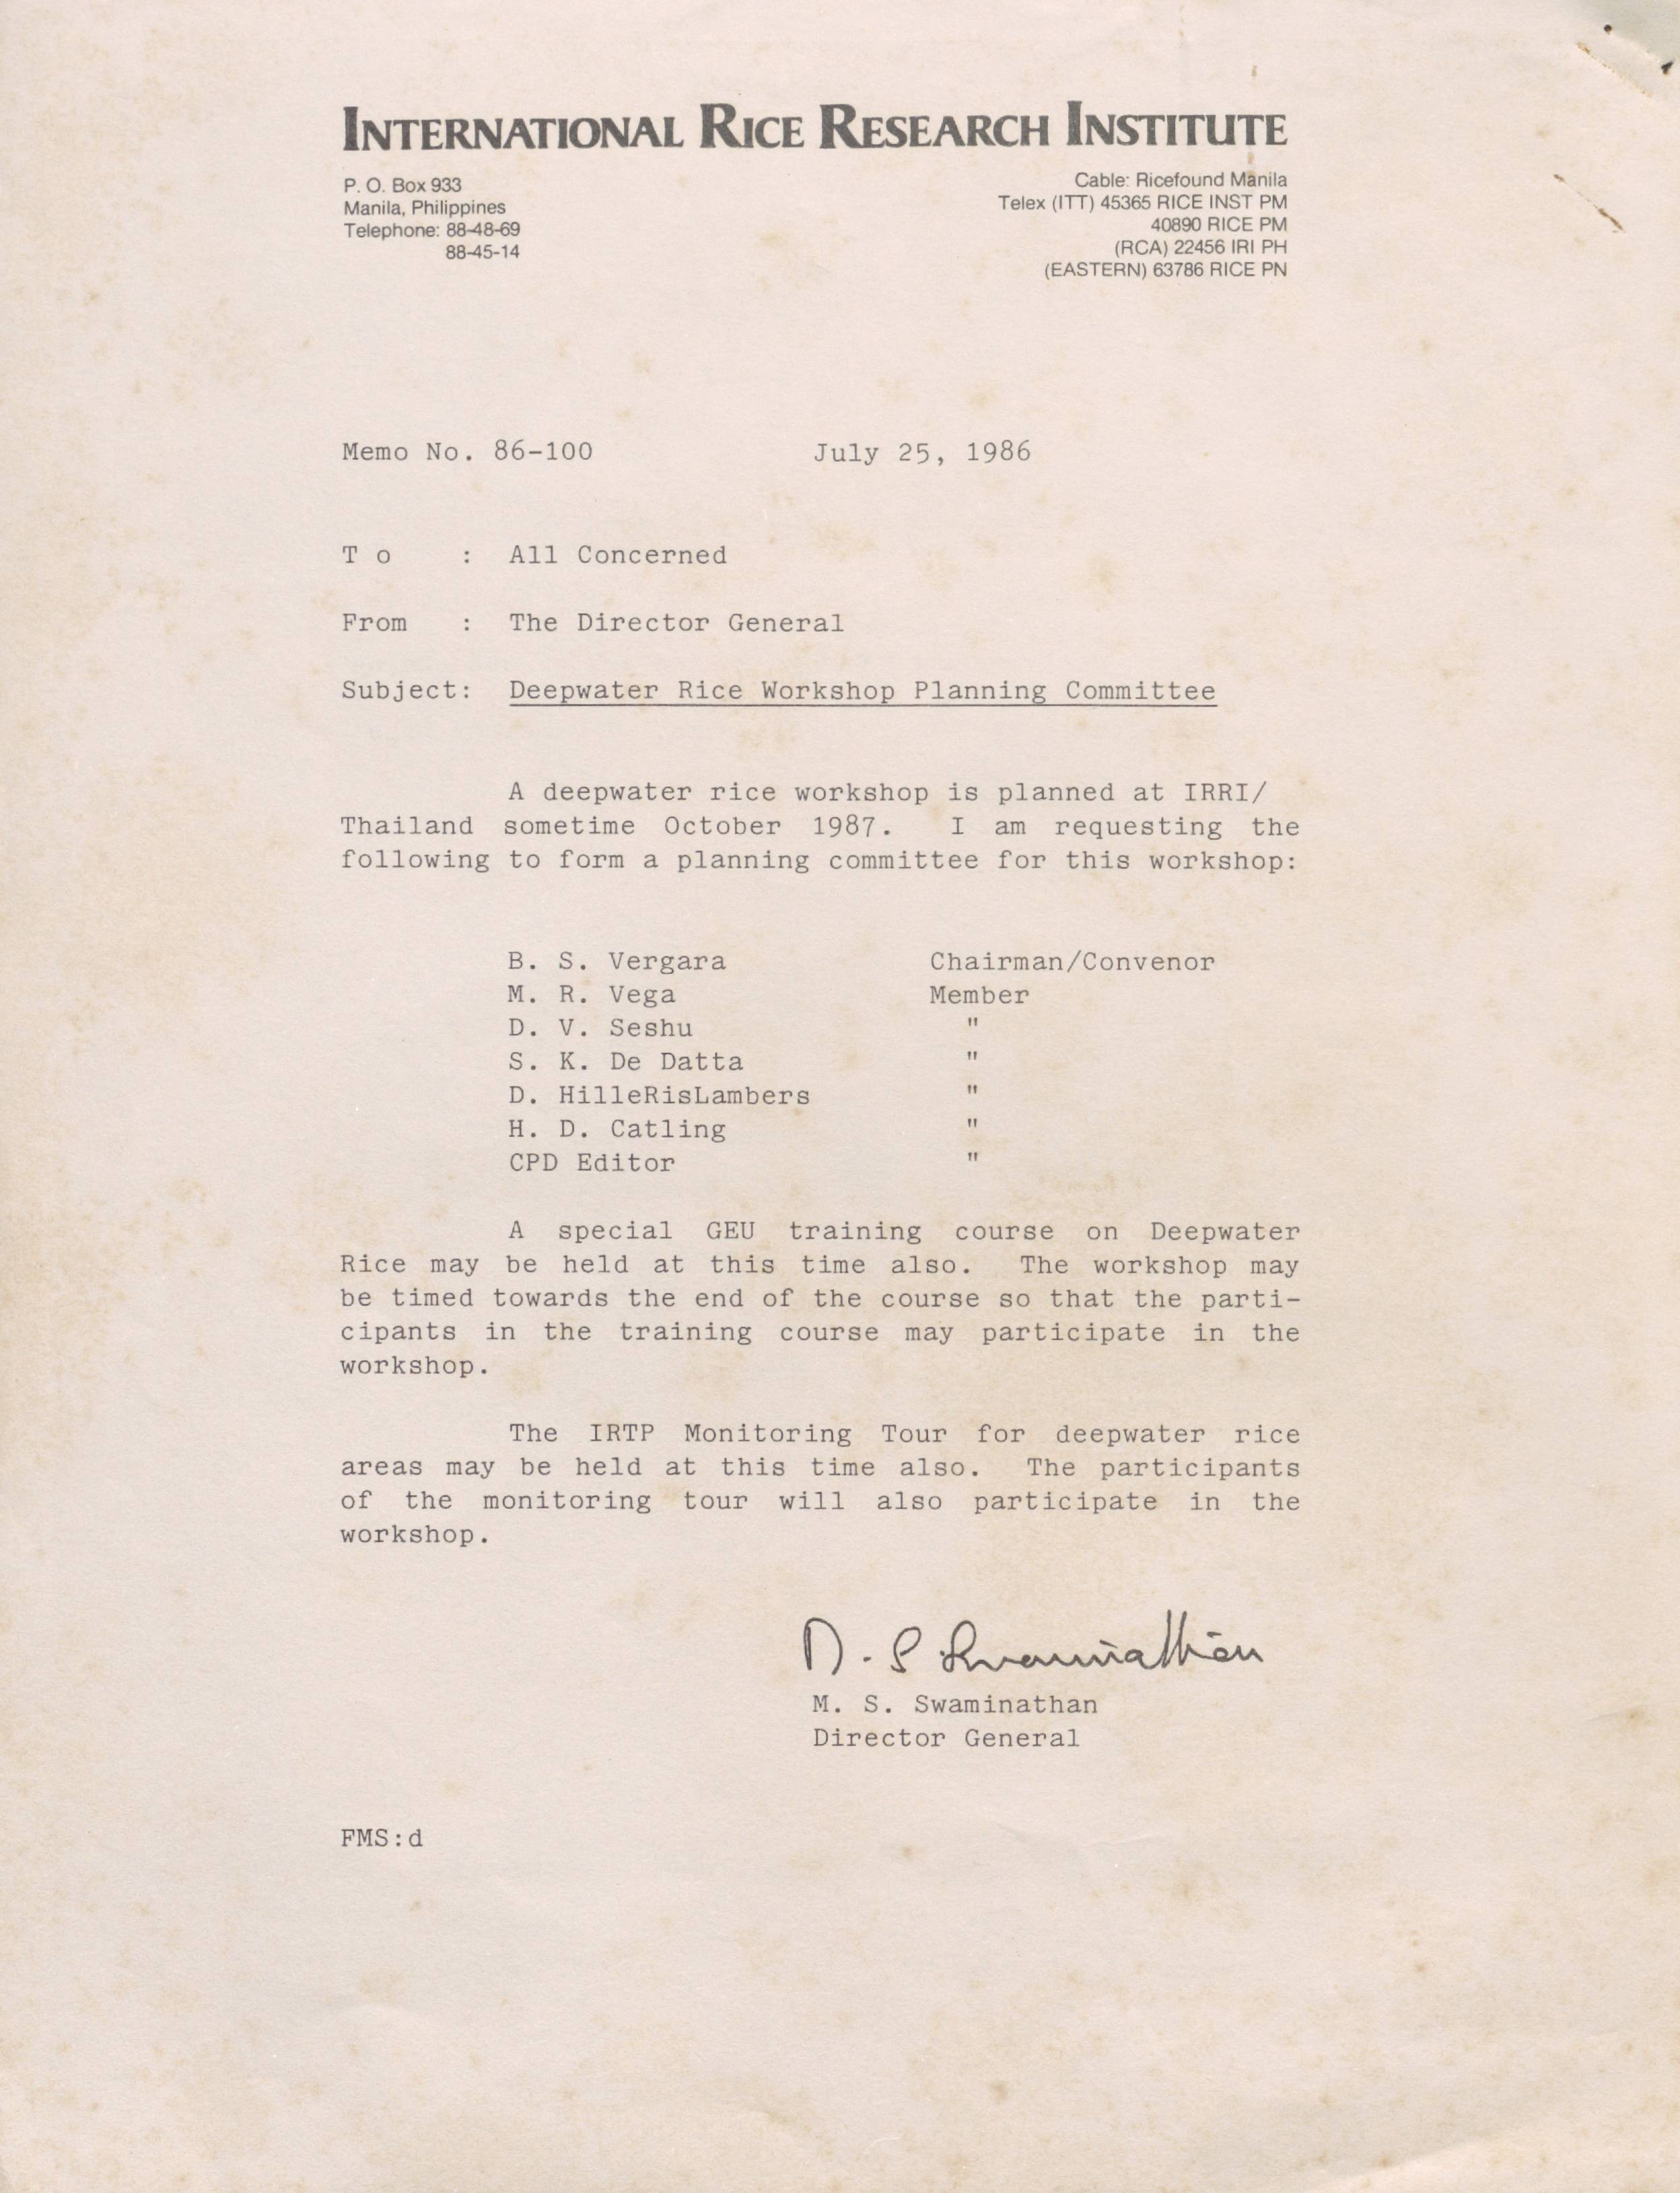 INTERNATIONAL RICE RESEARCH INSTITUTE
P. O. Box 933
Manila, Philippines
Telephone: 88-48-69
88-45-14
Cable: Ricefound Manila
Telex (ITT) 45365 RICE INST PM
40890 RICE PM
(RCA) 22456 IRI PH
(EASTERN) 63786 RICE PN
Memo No. 86-100 July 25, 1986
T o : All Concerned
From : The Director General
Subject: Deepwater Rice Workshop Planning Committee
A deepwater rice workshop is planned at IRRI/
Thailand sometime October 1987. I am requesting the
following to form a planning committee for this workshop:
B. S. Vergara Chairman/Convenor
M. R. Vega Member
D. V. Seshu "
S. K. De Datta "
D. HilleRisLambers "
H. D. Catling "
CPD Editor "
A special GEU training course on Deepwater
Rice may be held at this time also. The workshop may
be timed towards the end of the course so that the parti-
cipants in the training course may participate in the
workshop.
The IRTP Monitoring Tour for deepwater rice
areas may be held at this time also. The participants
of the monitoring tour will also participate in the
workshop.
M. S Swaminathan
M. S. Swaminathan
Director General
FMS:d